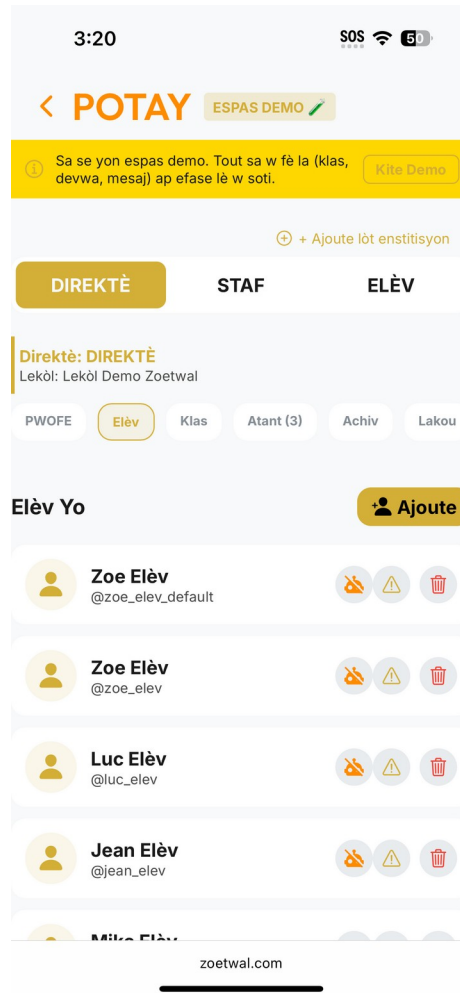 3:20
SOS
50
POTAY
ESPAS DEMO
Sa se yon espas demo. Tout sa w fè la (klas,
devwa, mesaj) ap efase lè w soti.
Kite Demo
+ Ajoute lòt enstitisyon
DIREKTÈ
STAF
ELÈV
Direktè: DIREKTÈ
Lekòl: Lekòl Demo Zoetwal
PWOFE
Elèv
Klas
Atant (3)
Achiv
Lakou
Elèv Yo
Ajoute
Zoe Elèv
@zoe_elev_default
Zoe Elèv
@zoe_elev
Luc Elèv
@luc_elev
Jean Elèv
@jean_elev
Mike Elèv
zoetwal.com